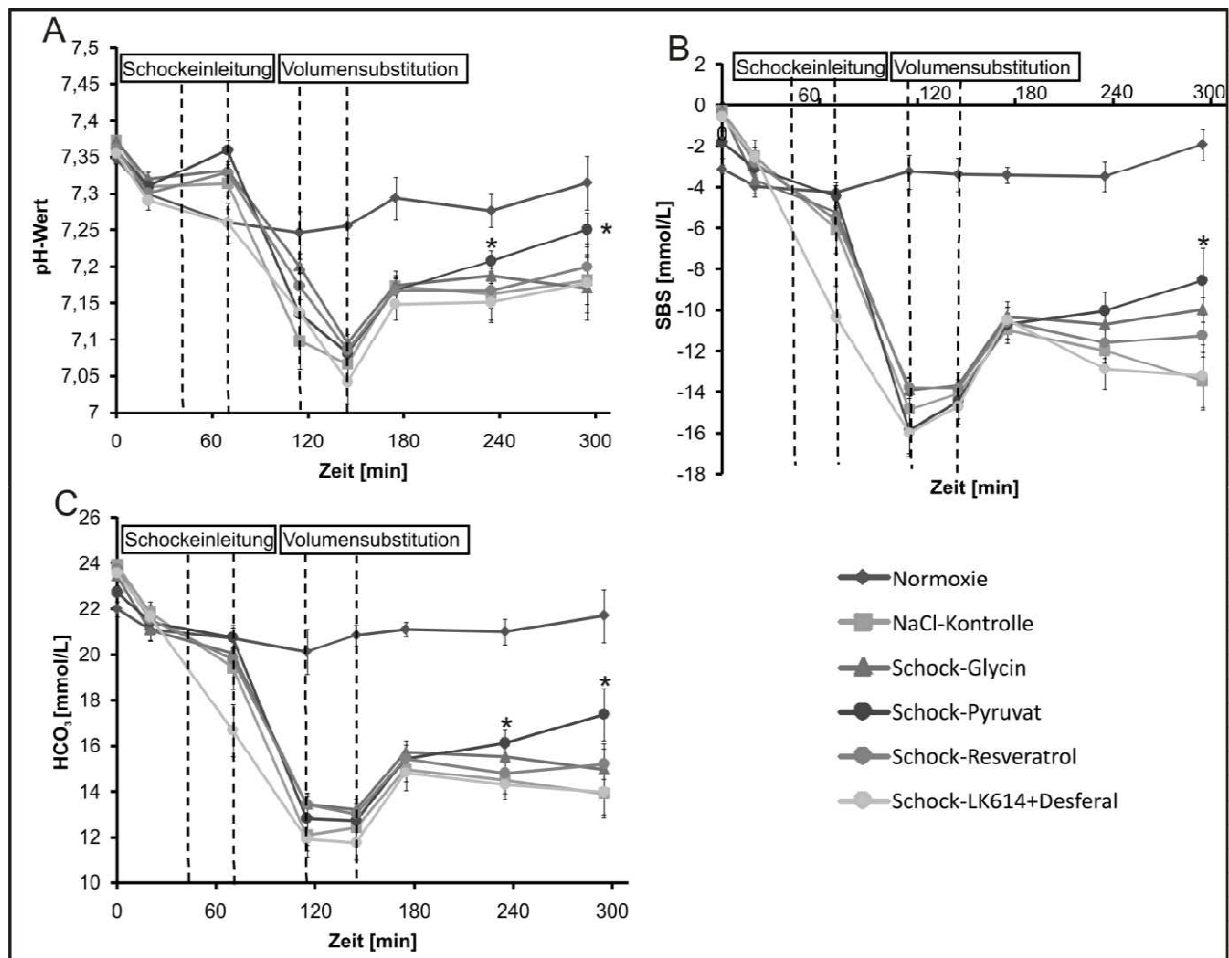 A
7,5
7,45
7,4
7,35
7,3
7,25
7,2
7,15
7,1
7,05
7
pH-Wert
Schockeinleitung
Volumensubstitution
*
*
0 60 120 180 240 300
Zeit [min]
B
2
0
-2
-4
-6
-8
-10
-12
-14
-16
-18
SBS [mmol/L]
Schockeinleitung
Volumensubstitution
0 60 120 180 240 300
*
Zeit [min]
C
26
24
22
20
18
16
14
12
10
HCO₃ [mmol/L]
Schockeinleitung
Volumensubstitution
*
*
0 60 120 180 240 300
Zeit [min]
Normoxie
NaCl-Kontrolle
Schock-Glycin
Schock-Pyruvat
Schock-Resveratrol
Schock-LK614+Desferal